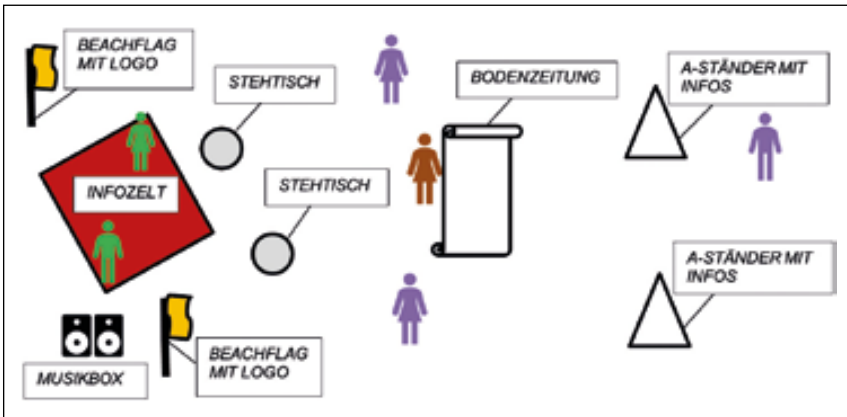 BEACHFLAG
MIT LOGO
STEHTISCH
BODENZEITUNG
A-STÄNDER MIT
INFOS
INFOZELT
STEHTISCH
A-STÄNDER MIT
INFOS
BEACHFLAG
MIT LOGO
MUSIKBOX